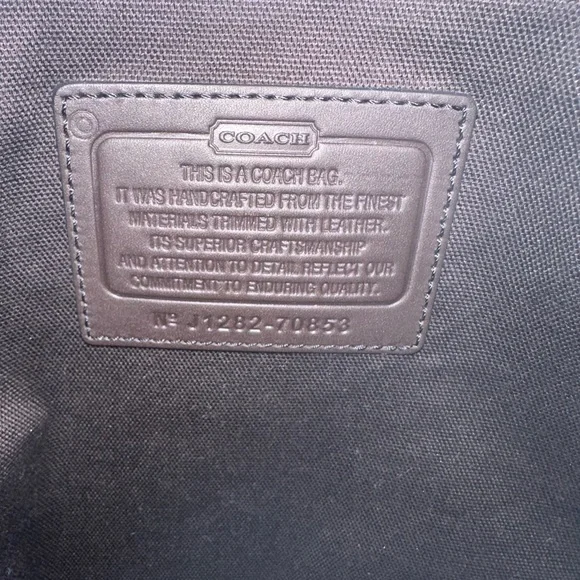 COACH
THIS IS A COACH BAG.
IT WAS HANDCRAFTED FROM THE FINEST
MATERIALS TRIMMED WITH LEATHER.
ITS SUPERIOR CRAFTSMANSHIP
AND ATTENTION TO DETAIL REFLECT OUR
COMMITMENT TO ENDURING QUALITY.
Nº J1282-70853